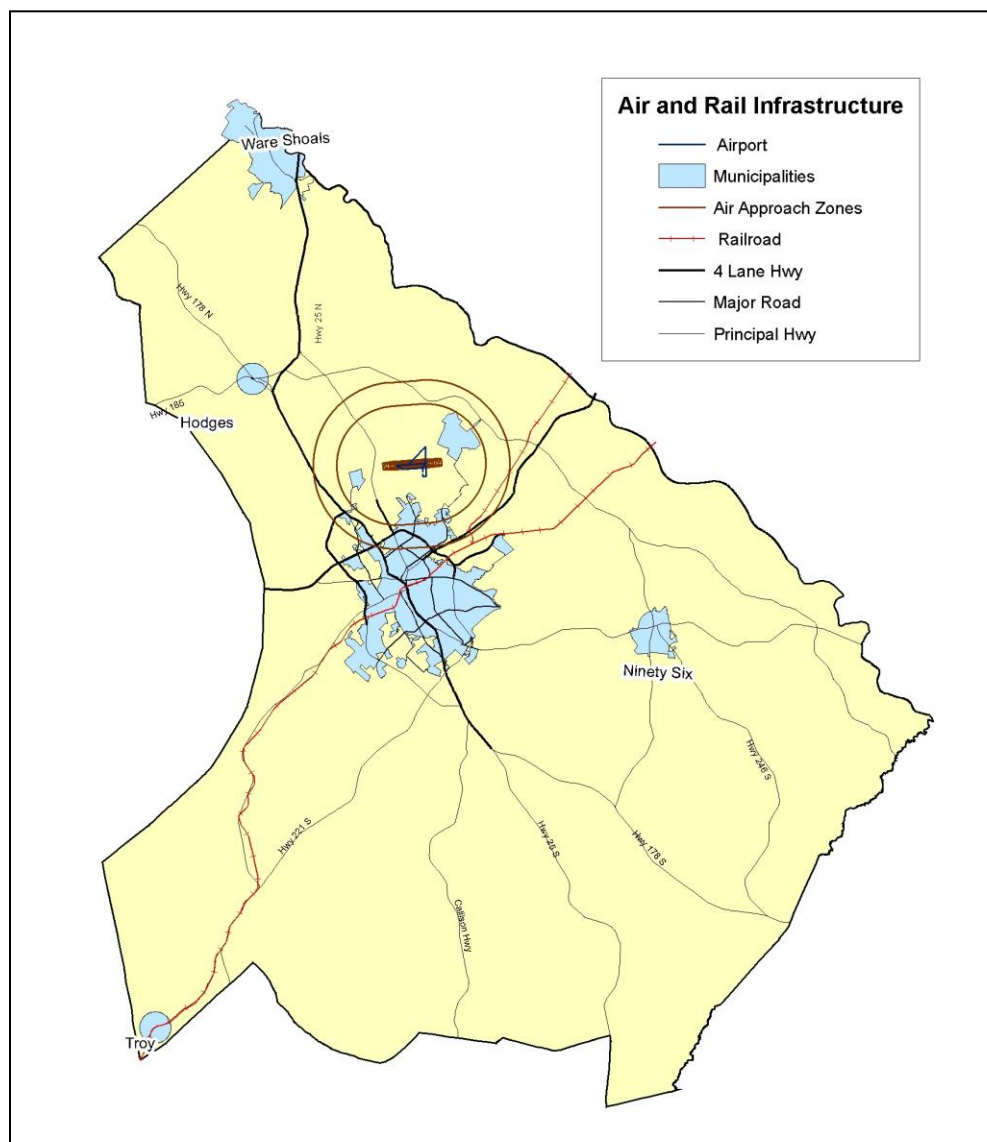 Air and Rail Infrastructure
Airport
Municipalities
Air Approach Zones
Railroad
4 Lane Hwy
Major Road
Principal Hwy
Ware Shoals
Hwy 178 N
Hwy 25 N
Hwy 185
Hodges
Ninety Six
Hwy 246 S
Hwy 221 S
Hwy 25 S
Hwy 178 S
Callison Hwy
Troy